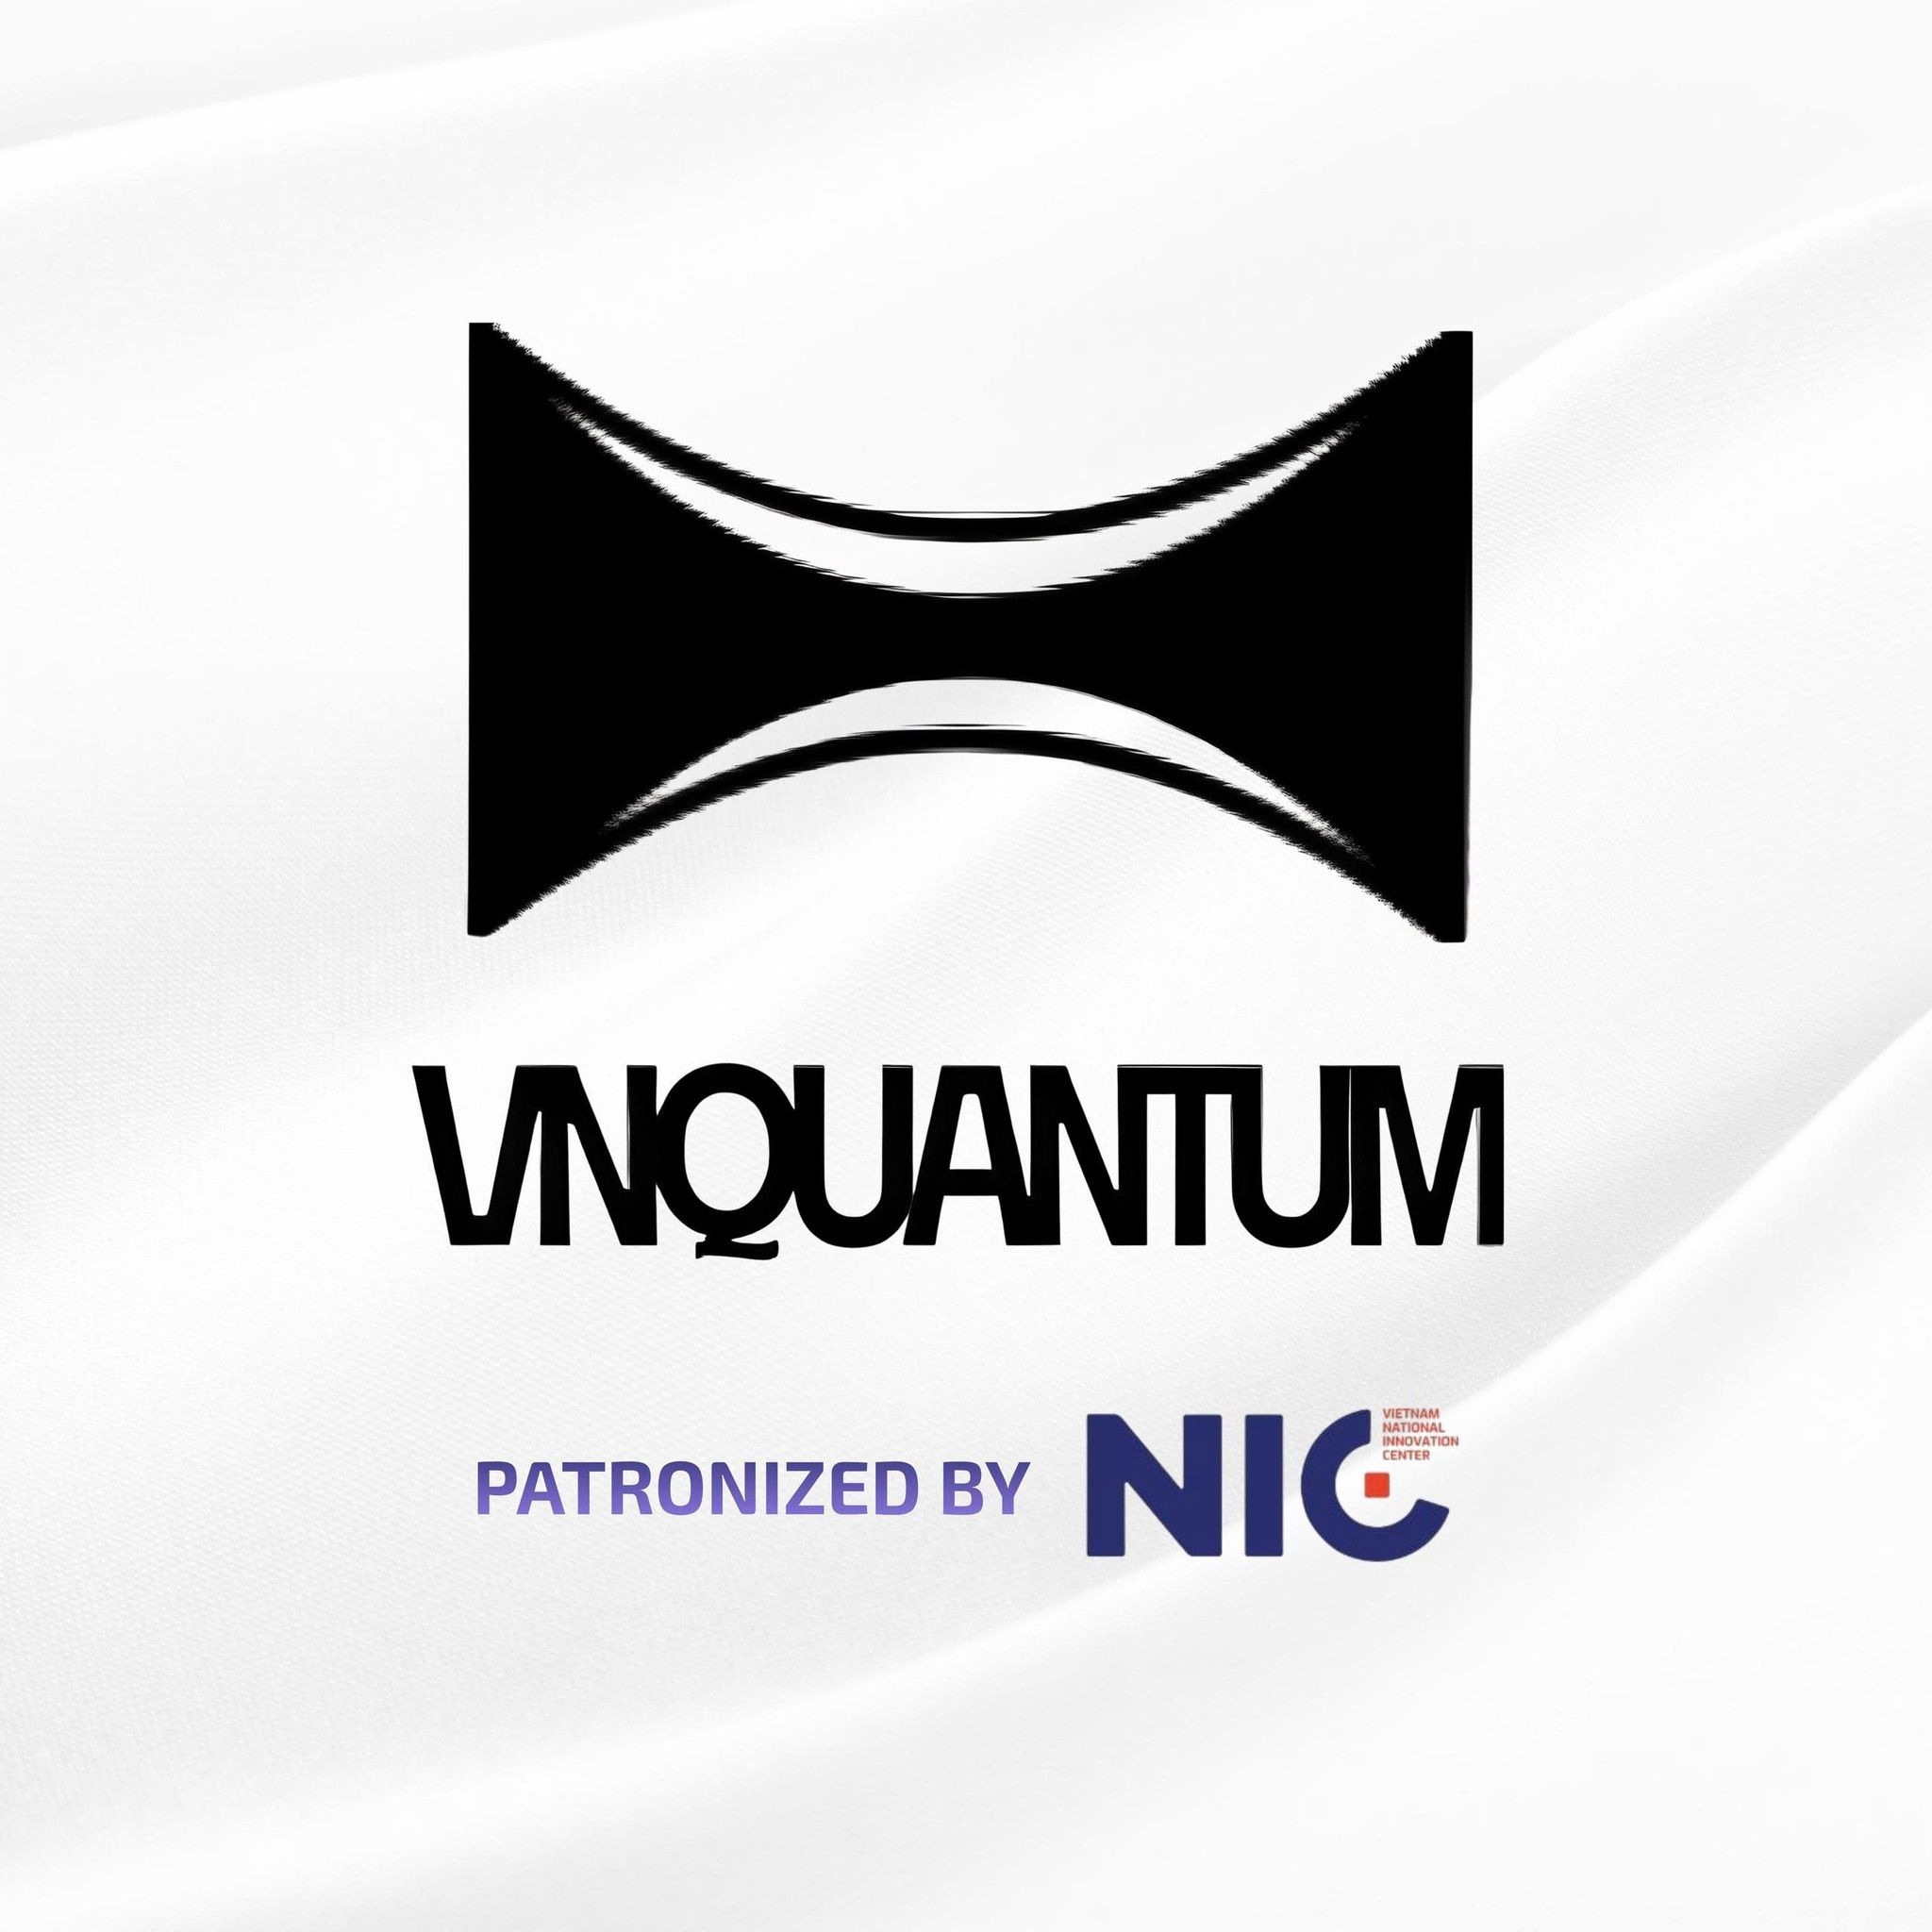 VNQUANTUM
PATRONIZED BY
NIC
VIETNAM
NATIONAL
INNOVATION
CENTER